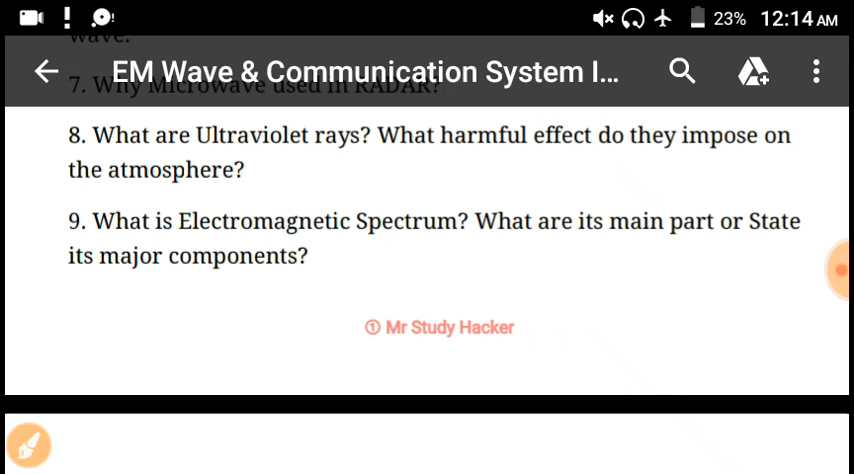 23% 12:14 AM
wave.
EM Wave & Communication System I...
7. Why Microwave used in RADAR?
8. What are Ultraviolet rays? What harmful effect do they impose on
the atmosphere?
9. What is Electromagnetic Spectrum? What are its main part or State
its major components?
① Mr Study Hacker